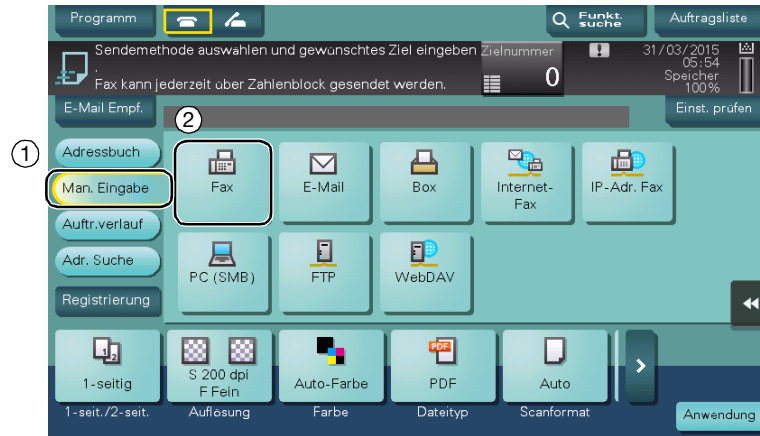 Programm
Funkt.
suche
Auftragsliste
Sendemethode auswählen und gewünschtes Ziel eingeben
.
Fax kann jederzeit über Zahlenblock gesendet werden.
Zielnummer
0
31/03/2015
05:54
Speicher
100%
E-Mail Empf.
Einst. prüfen
1
2
Adressbuch
Man. Eingabe
Auftr.verlauf
Adr. Suche
Registrierung
Fax
E-Mail
Box
Internet-
Fax
IP-Adr. Fax
PC (SMB)
FTP
WebDAV
1 2
1-seitig
S 200 dpi
F Fein
Auto-Farbe
PDF
PDF
Auto
1-seit./2-seit.
Auflösung
Farbe
Dateityp
Scanformat
Anwendung